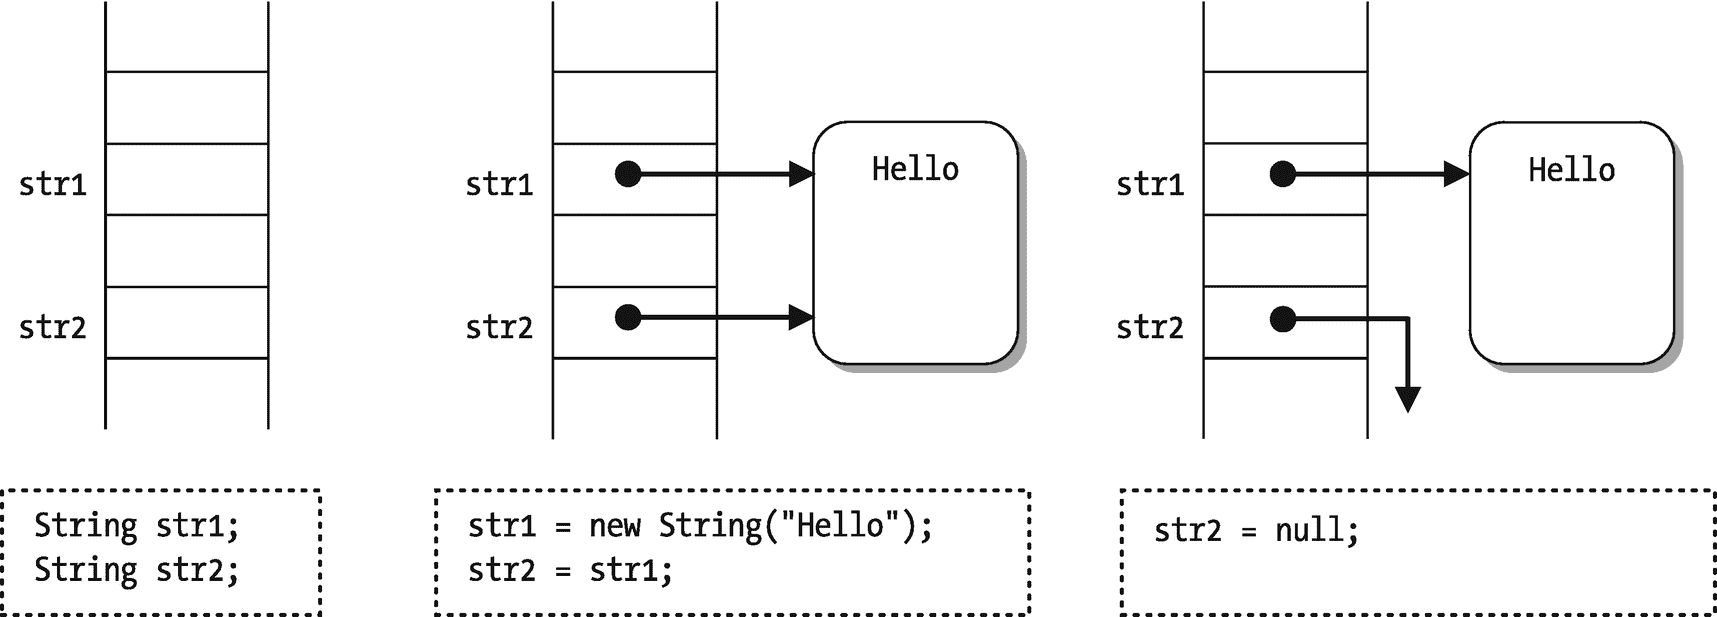 str1
str2
String str1;
String str2;
str1
Hello
str2
str1 = new String("Hello");
str2 = str1;
str1
Hello
str2
str2 = null;